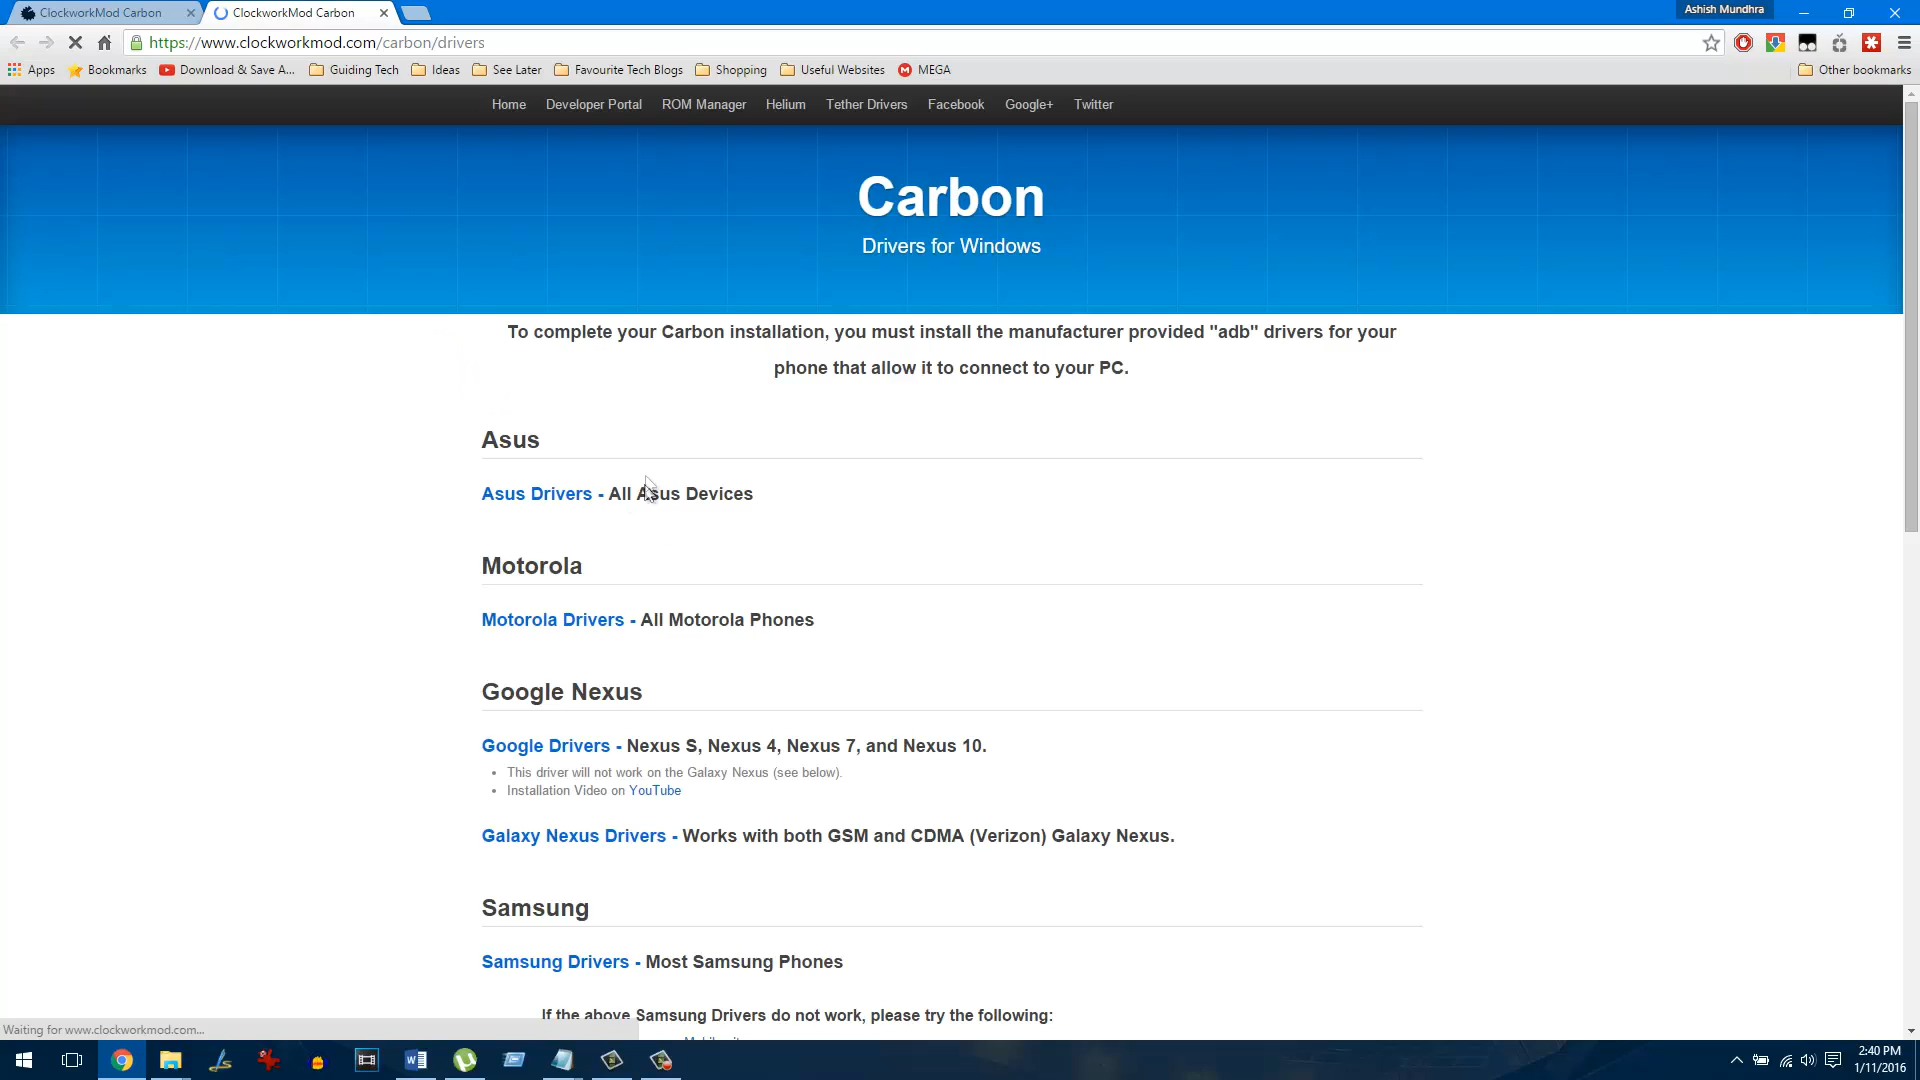 ClockworkMod Carbon
ClockworkMod Carbon
Ashish Mundhra
https://www.clockworkmod.com/carbon/drivers
Apps
Bookmarks
Download & Save A...
Guiding Tech
Ideas
See Later
Favourite Tech Blogs
Shopping
Useful Websites
MEGA
Other bookmarks
Home
Developer Portal
ROM Manager
Helium
Tether Drivers
Facebook
Google+
Twitter
Carbon
Drivers for Windows
To complete your Carbon installation, you must install the manufacturer provided "adb" drivers for your
phone that allow it to connect to your PC.
Asus
Asus Drivers - All Asus Devices
Motorola
Motorola Drivers - All Motorola Phones
Google Nexus
Google Drivers - Nexus S, Nexus 4, Nexus 7, and Nexus 10.
• This driver will not work on the Galaxy Nexus (see below).
• Installation Video on YouTube
Galaxy Nexus Drivers - Works with both GSM and CDMA (Verizon) Galaxy Nexus.
Samsung
Samsung Drivers - Most Samsung Phones
If the above Samsung Drivers do not work, please try the following:
Waiting for www.clockworkmod.com...
2:40 PM
1/11/2016